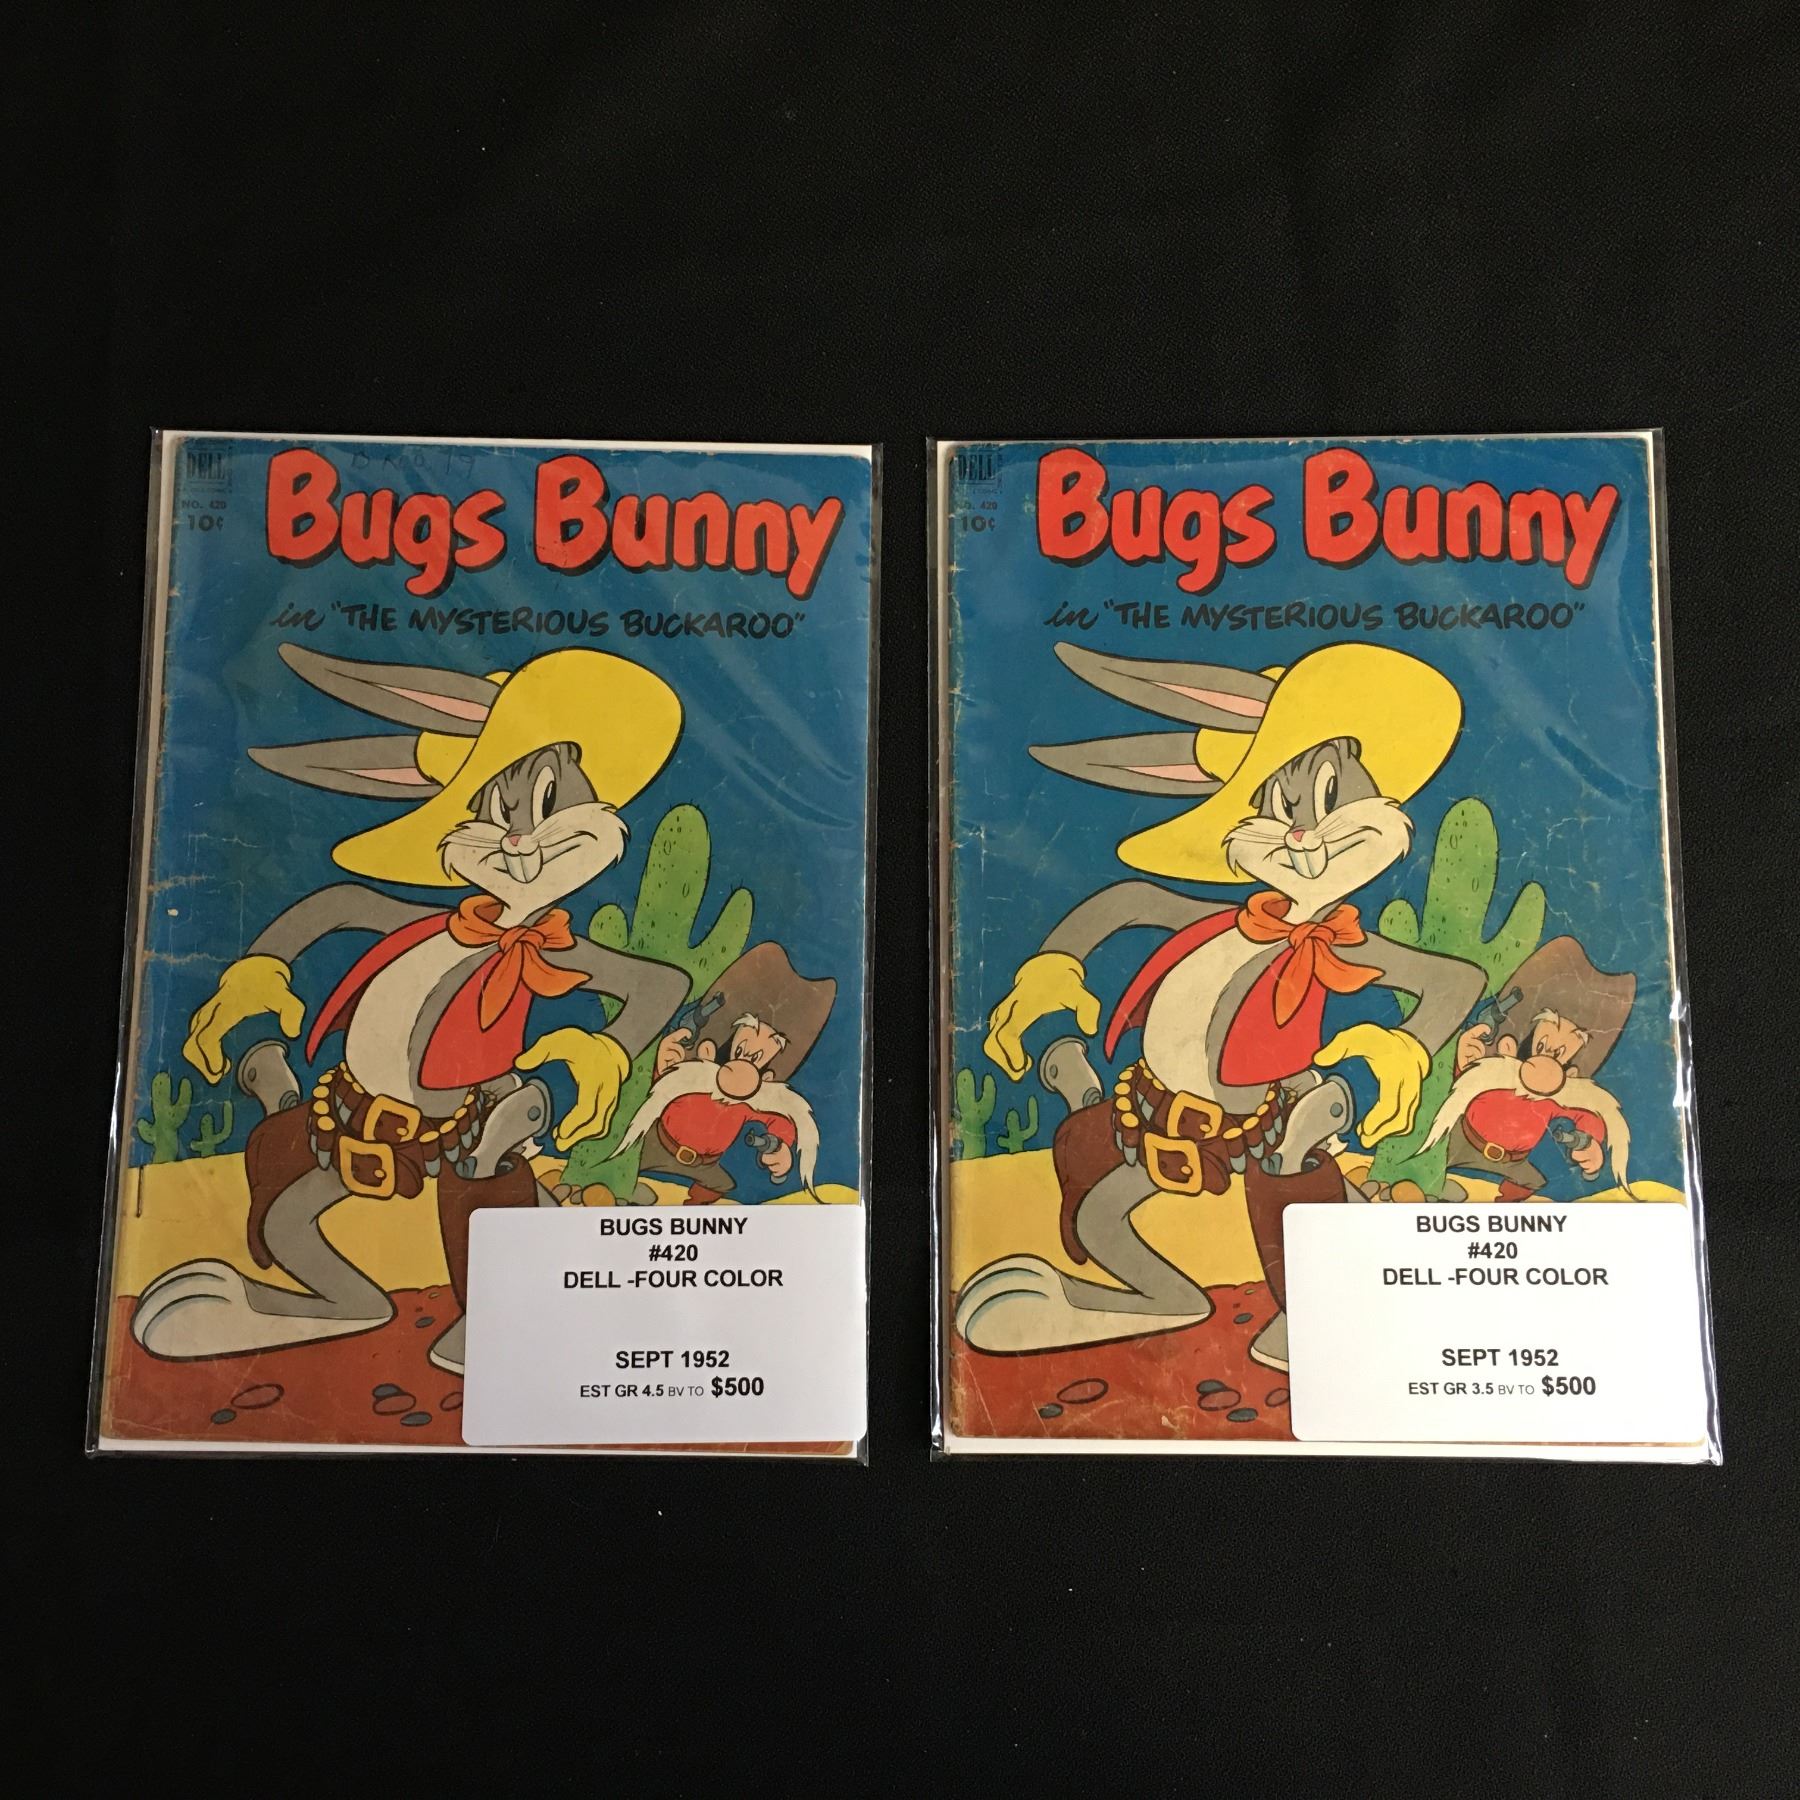 DELL
NO. 420
10¢
Bugs Bunny
in "THE MYSTERIOUS BUCKAROO"
BUGS BUNNY
#420
DELL -FOUR COLOR
SEPT 1952
EST GR 4.5 BV TO $500
DELL
NO. 420
10¢
Bugs Bunny
in "THE MYSTERIOUS BUCKAROO"
BUGS BUNNY
#420
DELL -FOUR COLOR
SEPT 1952
EST GR 3.5 BV TO $500